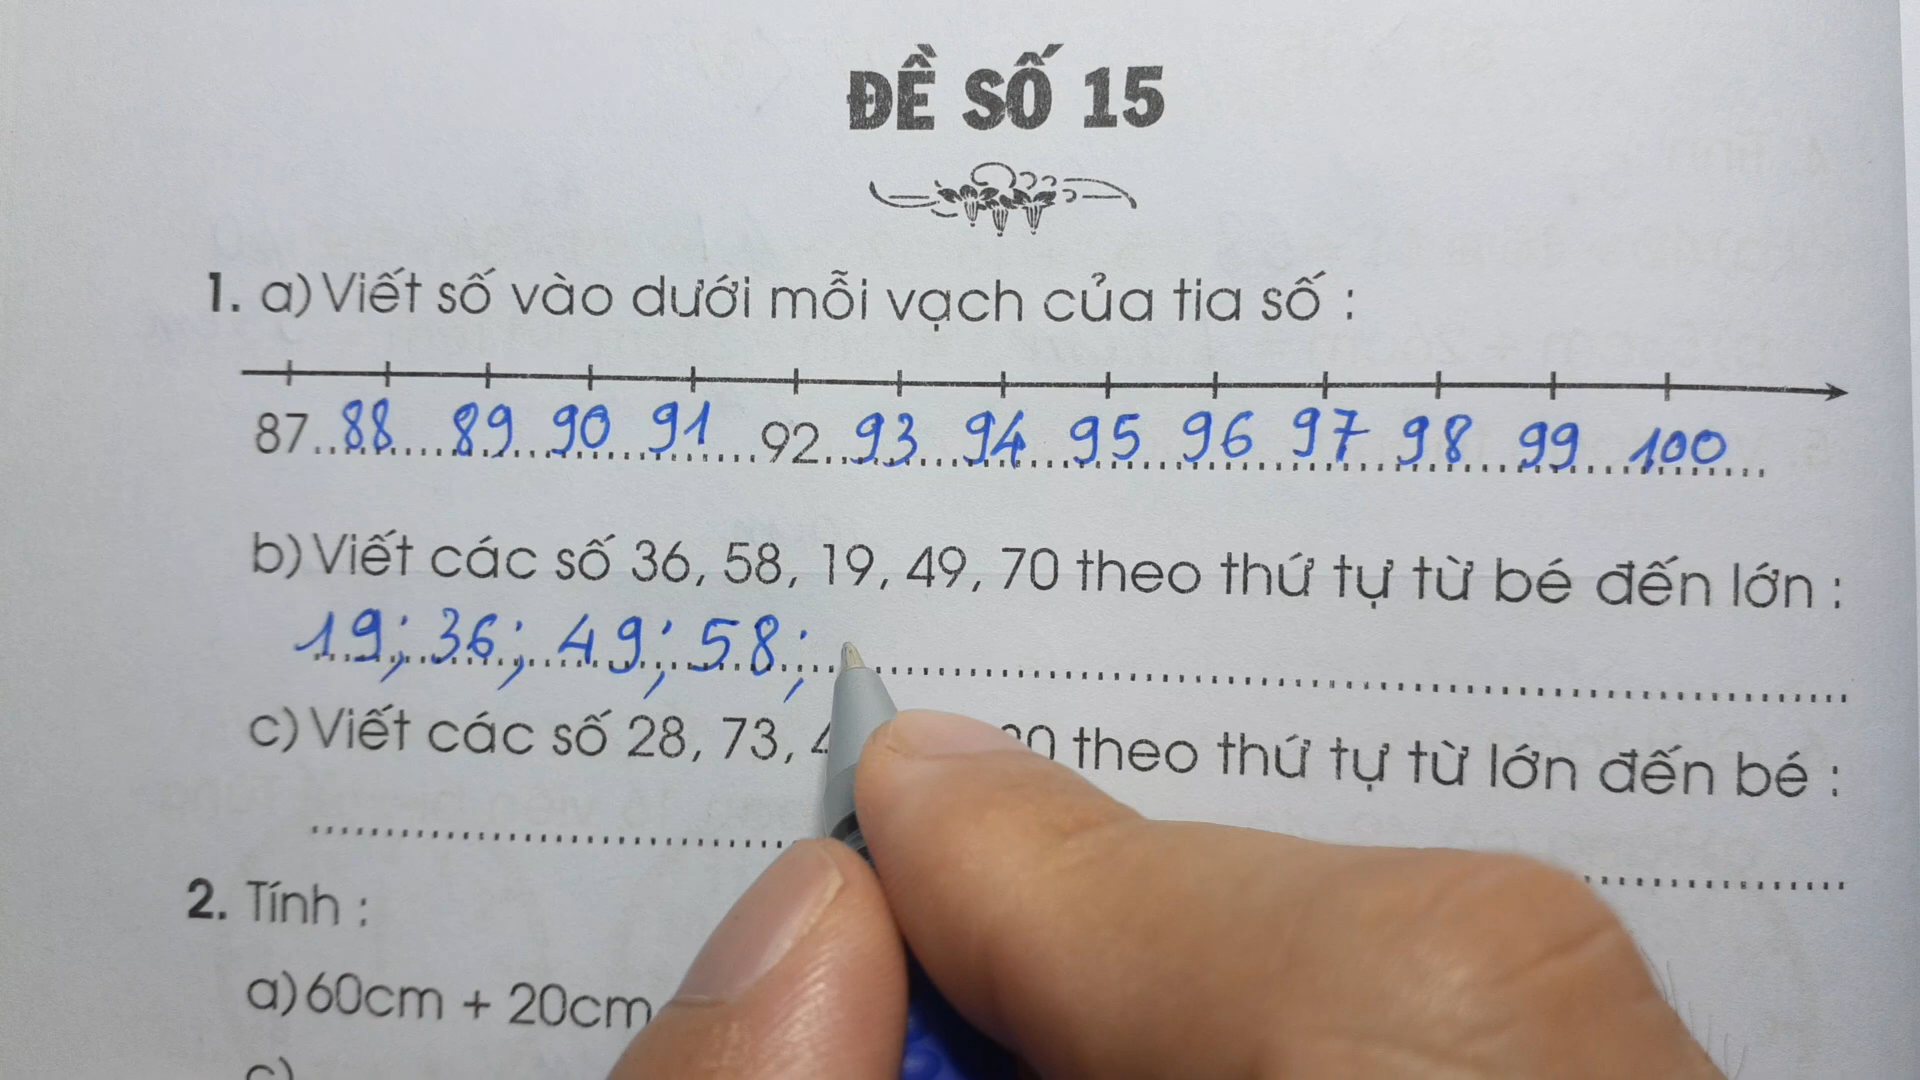 ĐỀ SỐ 15
1. a) Viết số vào dưới mỗi vạch của tia số :
87..88....89...90....91....92..93....94....95....96....97....98....99....100...
b) Viết các số 36, 58, 19, 49, 70 theo thứ tự từ bé đến lớn :
19; 36; 49; 58;
c) Viết các số 28, 73, theo thứ tự từ lớn đến bé :
2. Tính :
a) 60cm + 20cm